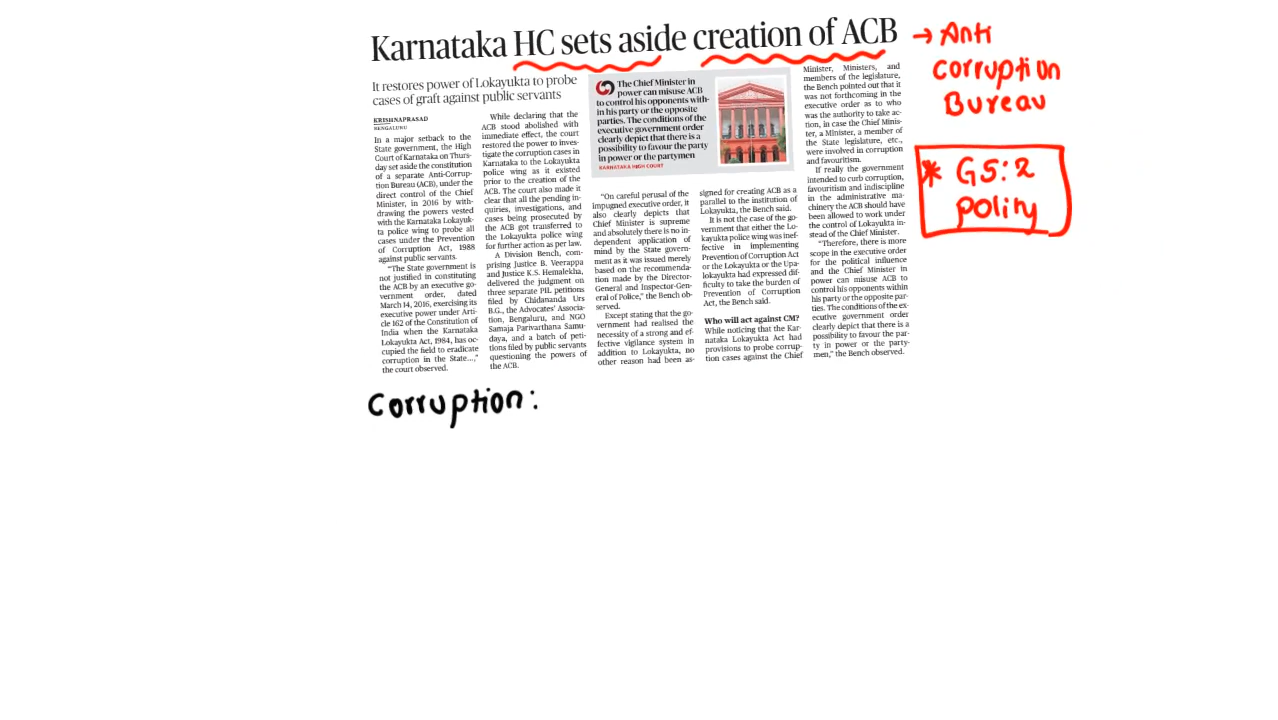 Karnataka HC sets aside creation of ACB
→ Anti
corruption
Bureau
* GS:2
polity
It restores power of Lokayukta to probe
cases of graft against public servants
KRISHNAPRASAD
BENGALURU
In a major setback to the
State government, the High
Court of Karnataka on Thurs-
day set aside the constitution
of a separate Anti-Corrup-
tion Bureau (ACB), under the
direct control of the Chief
Minister, in 2016 by with-
drawing the powers vested
with the Karnataka Lokayuk-
ta police wing to probe all
cases under the Prevention
of Corruption Act, 1988
against public servants.
"The State government is
not justified in constituting
the ACB by an executive go-
vernment order, dated
March 14, 2016, exercising its
executive power under Arti-
cle 162 of the Constitution of
India when the Karnataka
Lokayukta Act, 1984, has oc-
cupied the field to eradicate
corruption in the State...,"
the court observed.
While declaring that the
ACB stood abolished with
immediate effect, the court
restored the power to inves-
tigate the corruption cases in
Karnataka to the Lokayukta
police wing as it existed
prior to the creation of the
ACB. The court also made it
clear that all the pending in-
quiries, investigations, and
cases being prosecuted by
the ACB got transferred to
the Lokayukta police wing
for further action as per law.
A Division Bench, com-
prising Justice B. Veerappa
and Justice K.S. Hemalekha,
delivered the judgment on
three separate PIL petitions
filed by Chidananda Urs
B.G., the Advocates' Associa-
tion, Bengaluru, and NGO
Samaja Parivarthana Samu-
daya, and a batch of peti-
tions filed by public servants
questioning the powers of
the ACB.
The Chief Minister in
power can misuse ACB
to control his opponents with-
in his party or the opposite
parties. The conditions of the
executive government order
clearly depict that there is a
possibility to favour the party
in power or the partymen
KARNATAKA HIGH COURT
"On careful perusal of the
impugned executive order, it
also clearly depicts that
Chief Minister is supreme
and absolutely there is no in-
dependent application of
mind by the State govern-
ment as it was issued merely
based on the recommenda-
tion made by the Director-
General and Inspector-Gen-
eral of Police," the Bench ob-
served.
Except stating that the go-
vernment had realised the
necessity of a strong and ef-
fective vigilance system in
addition to Lokayukta, no
other reason had been as-
signed for creating ACB as a
parallel to the institution of
Lokayukta, the Bench said.
It is not the case of the go-
vernment that either the Lo-
kayukta police wing was inef-
fective in implementing
Prevention of Corruption Act
or the Lokayukta or the Upa-
lokayukta had expressed dif-
ficulty to take the burden of
Prevention of Corruption
Act, the Bench said.
Who will act against CM?
While noticing that the Kar-
nataka Lokayukta Act had
provisions to probe corrup-
tion cases against the Chief
Minister, Ministers, and
members of the legislature,
the Bench pointed out that it
was not forthcoming in the
executive order as to who
was the authority to take ac-
tion, in case the Chief Minis-
ter, a Minister, a member of
the State legislature, etc.,
were involved in corruption
and favouritism.
If really the government
intended to curb corruption,
favouritism and indiscipline
in the administrative ma-
chinery the ACB should have
been allowed to work under
the control of Lokayukta in-
stead of the Chief Minister.
"Therefore, there is more
scope in the executive order
for the political influence
and the Chief Minister in
power can misuse ACB to
control his opponents within
his party or the opposite par-
ties. The conditions of the ex-
ecutive government order
clearly depict that there is a
possibility to favour the par-
ty in power or the party-
men," the Bench observed.
Corruption: